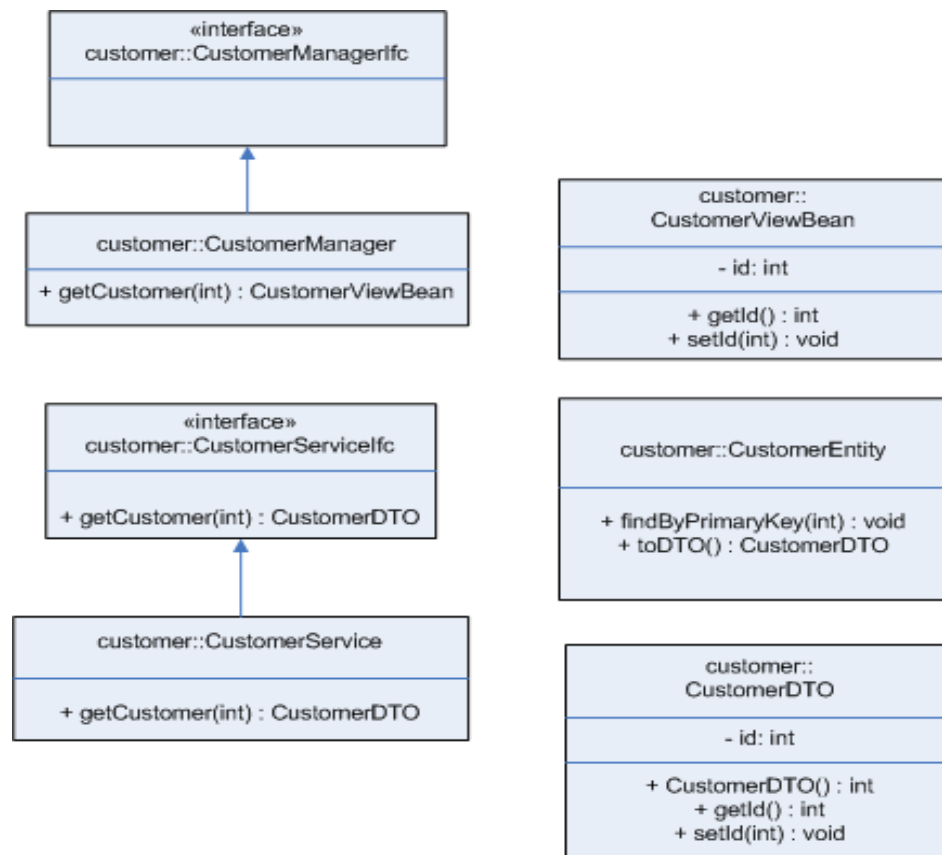 «interface»
customer::CustomerManagerIfc
customer::CustomerManager
+ getCustomer(int) : CustomerViewBean
«interface»
customer::CustomerServiceIfc
+ getCustomer(int) : CustomerDTO
customer::CustomerService
+ getCustomer(int) : CustomerDTO
customer::
CustomerViewBean
- id: int
+ getId() : int
+ setId(int) : void
customer::CustomerEntity
+ findByPrimaryKey(int) : void
+ toDTO() : CustomerDTO
customer::
CustomerDTO
- id: int
+ CustomerDTO() : int
+ getId() : int
+ setId(int) : void